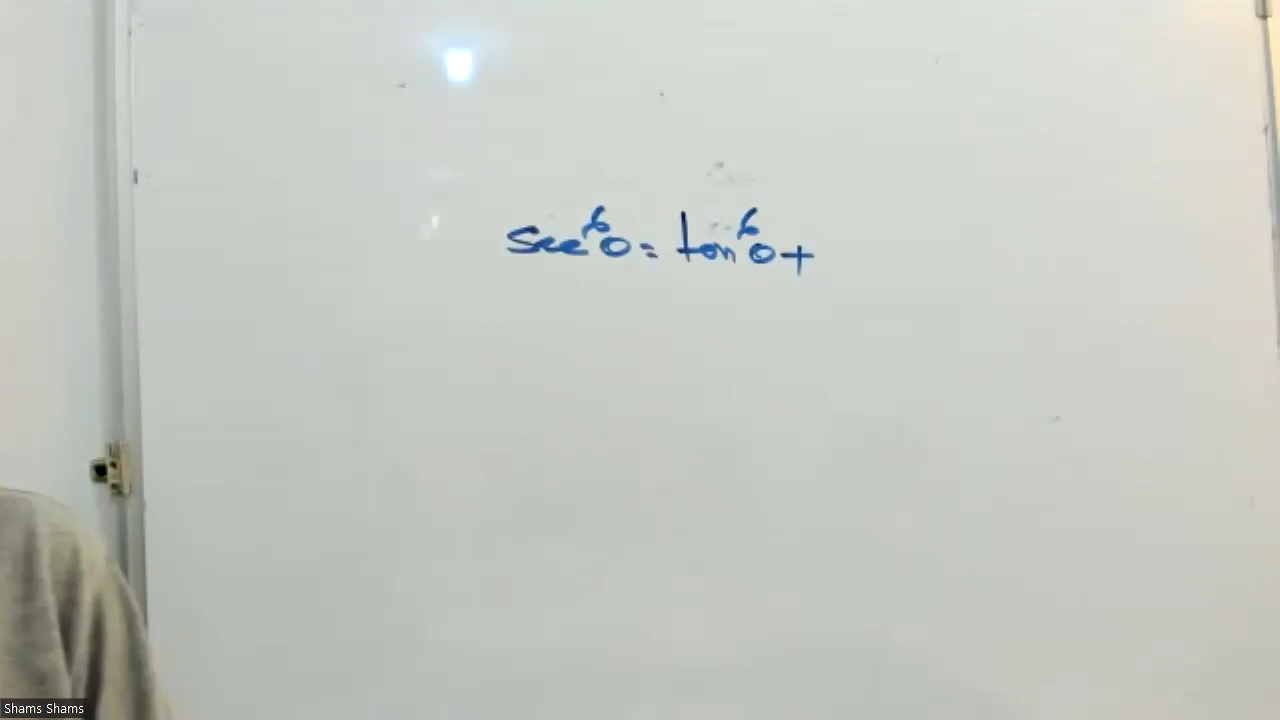 sec⁶θ = tan⁶θ +
Shams Shams